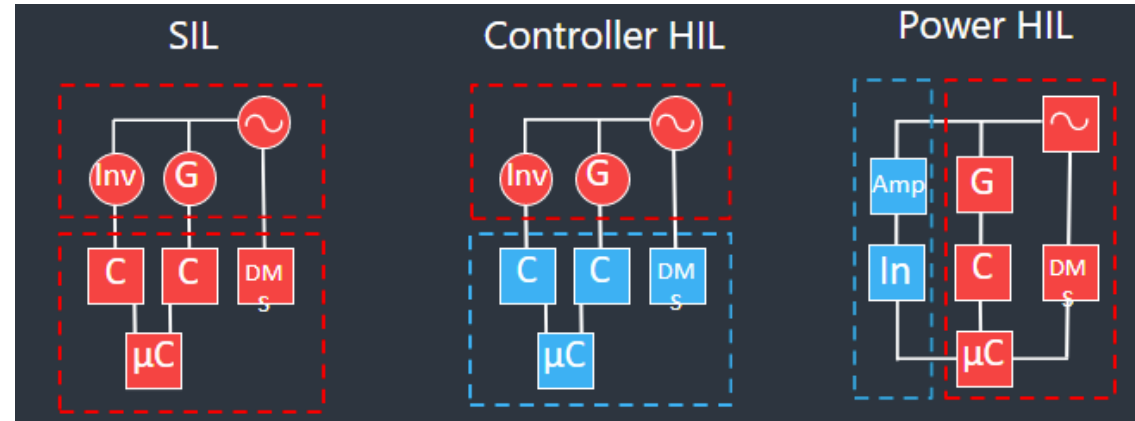 SIL
Controller HIL
Power HIL
Inv
G
C
C
DM
S
µC
Inv
G
C
C
DM
S
µC
Amp
G
In
C
DM
S
µC